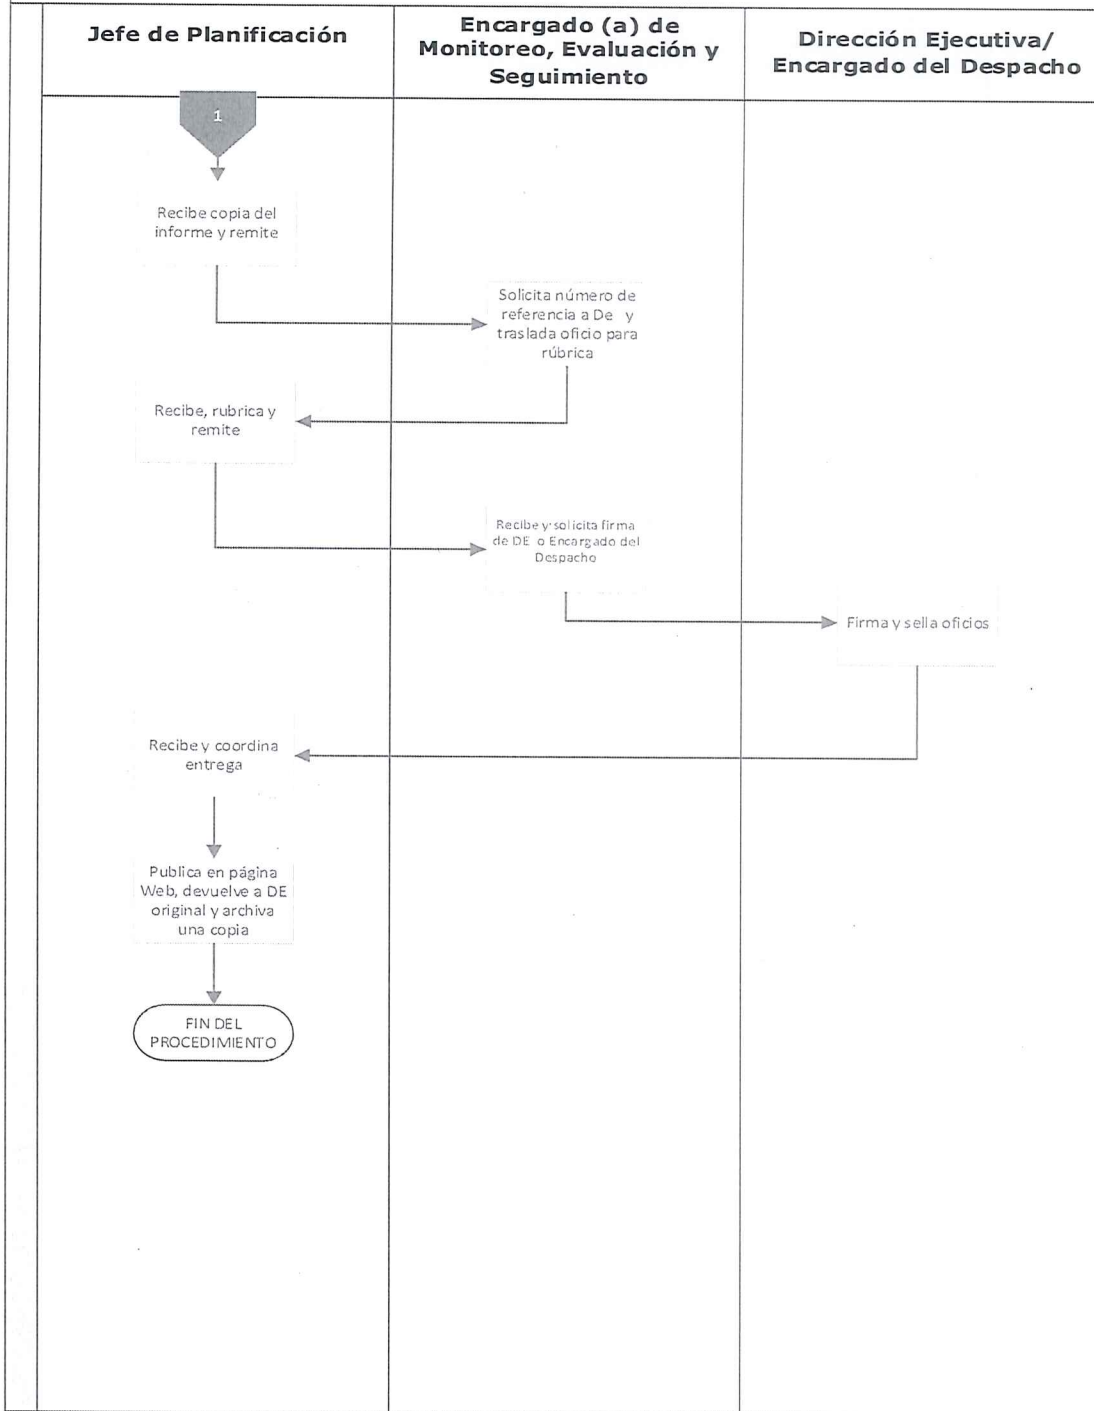 Jefe de Planificación
Encargado (a) de
Monitoreo, Evaluación y
Seguimiento
Dirección Ejecutiva/
Encargado del Despacho
1
Recibe copia del
informe y remite
Solicita número de
referencia a De y
traslada oficio para
rúbrica
Recibe, rubrica y
remite
Recibe y solicita firma
de DE o Encargado del
Despacho
Firma y sella oficios
Recibe y coordina
entrega
Publica en página
Web, devuelve a DE
original y archiva
una copia
FIN DEL
PROCEDIMIENTO